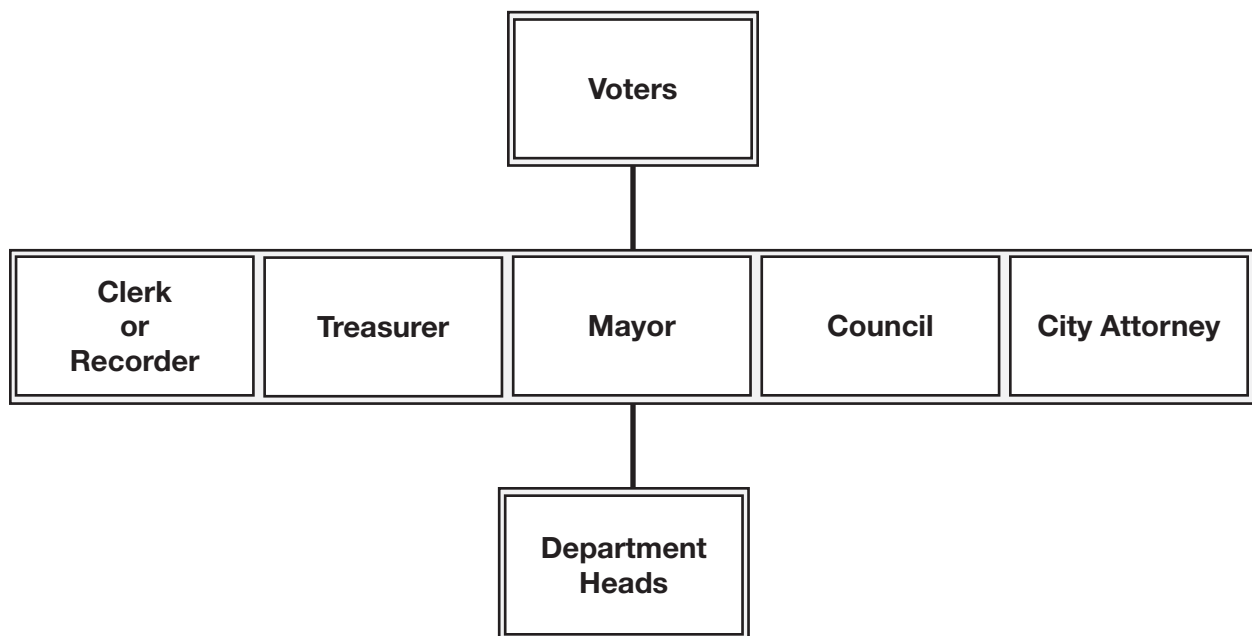 Voters
Clerk
or
Recorder
Treasurer
Mayor
Council
City Attorney
Department
Heads